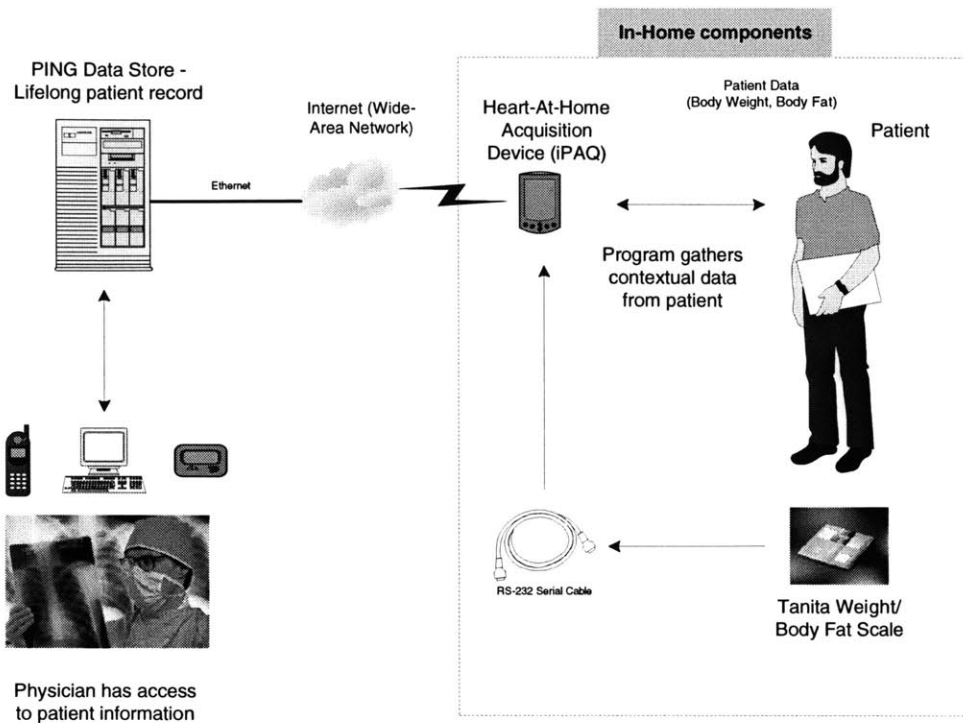 In-Home components
PING Data Store -
Lifelong patient record
Internet (Wide-
Area Network)
Ethernet
Heart-At-Home
Acquisition
Device (iPAQ)
Patient Data
(Body Weight, Body Fat)
Patient
Program gathers
contextual data
from patient
RS-232 Serial Cable
Tanita Weight/
Body Fat Scale
Physician has access
to patient information